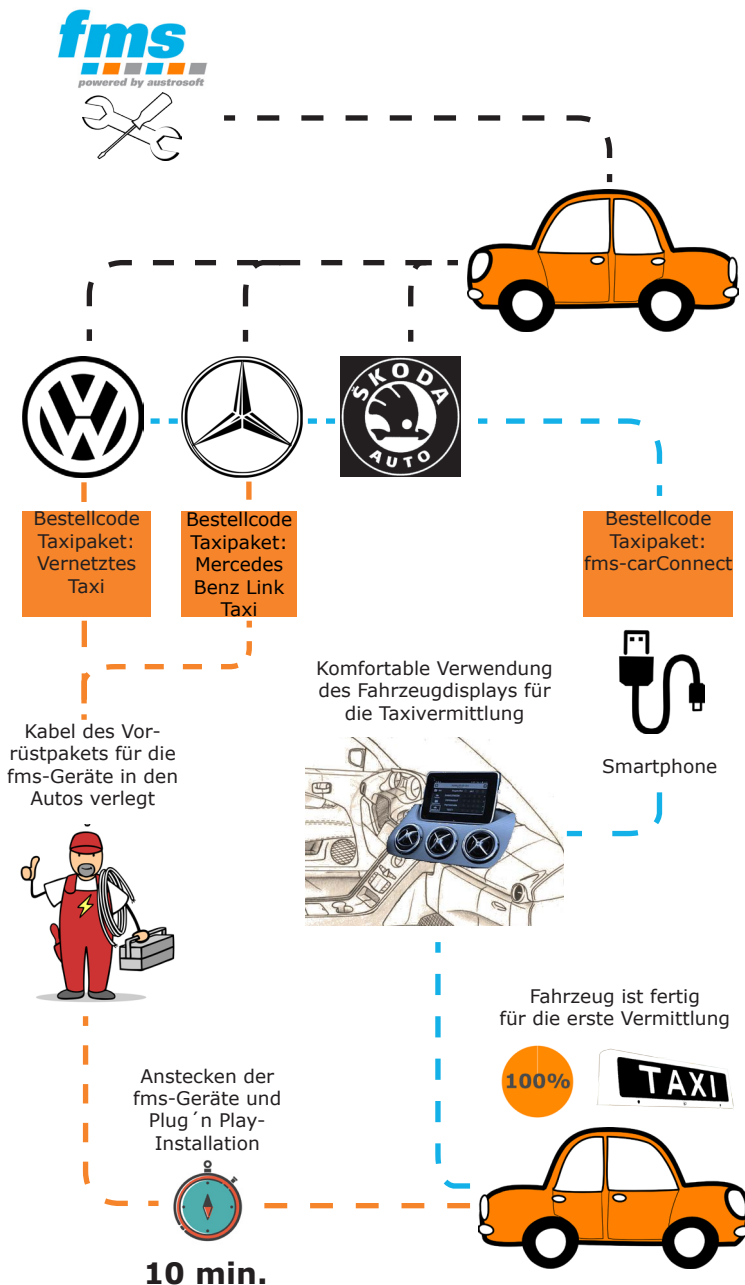 fms
powered by austrosoft
ŠKODA
AUTO
Bestellcode
Taxipaket:
Vernetztes
Taxi
Bestellcode
Taxipaket:
Mercedes
Benz Link
Taxi
Bestellcode
Taxipaket:
fms-carConnect
Komfortable Verwendung
des Fahrzeugdisplays für
die Taxivermittlung
Kabel des Vor-
rüstpakets für die
fms-Geräte in den
Autos verlegt
Smartphone
Fahrzeug ist fertig
für die erste Vermittlung
100%
TAXI
Anstecken der
fms-Geräte und
Plug´n Play-
Installation
10 min.